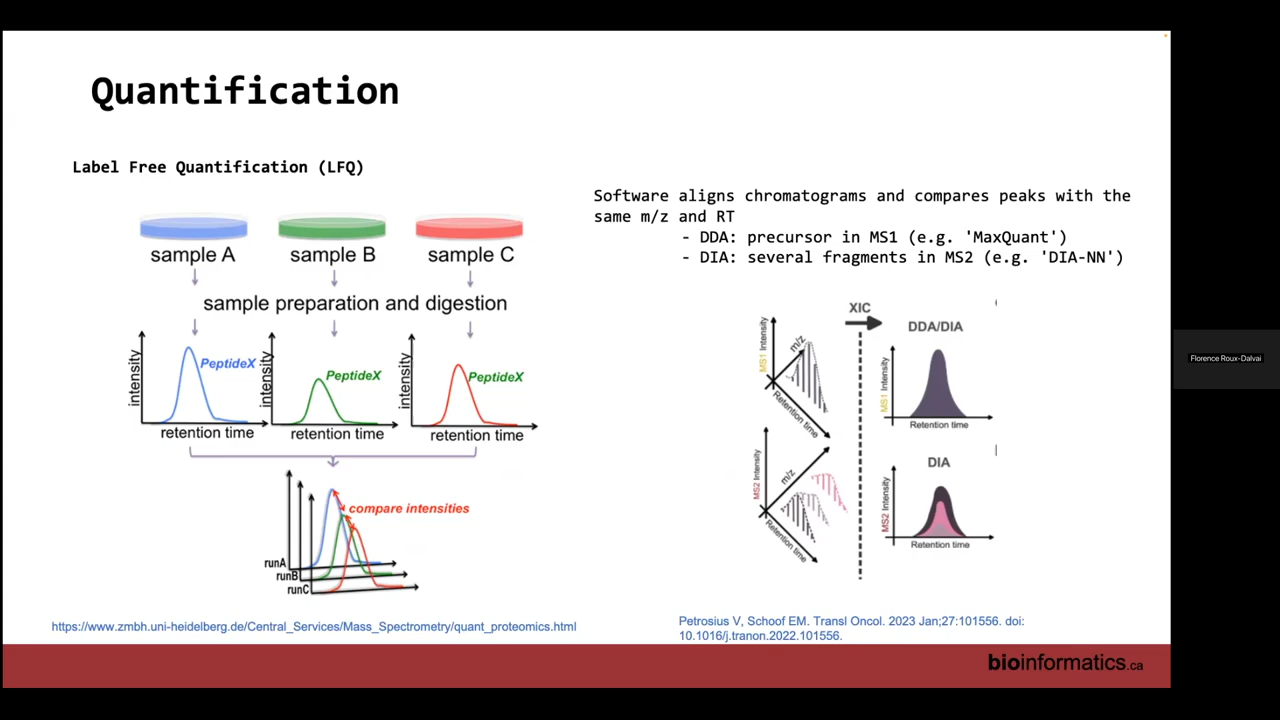 Quantification
Label Free Quantification (LFQ)
sample A
sample B
sample C
sample preparation and digestion
intensity
PeptideX
retention time
intensity
PeptideX
retention time
intensity
PeptideX
retention time
compare intensities
runA
runB
runC
https://www.zmbh.uni-heidelberg.de/Central_Services/Mass_Spectrometry/quant_proteomics.html
Software aligns chromatograms and compares peaks with the
same m/z and RT
- DDA: precursor in MS1 (e.g. 'MaxQuant')
- DIA: several fragments in MS2 (e.g. 'DIA-NN')
XIC
DDA/DIA
MS1 Intensity
m/z
Retention time
MS1 Intensity
Retention time
DIA
MS2 Intensity
m/z
Retention time
MS2 Intensity
Retention time
Petrosius V, Schoof EM. Transl Oncol. 2023 Jan;27:101556. doi:
10.1016/j.tranon.2022.101556.
bioinformatics.ca
Florence Roux-Dalvai